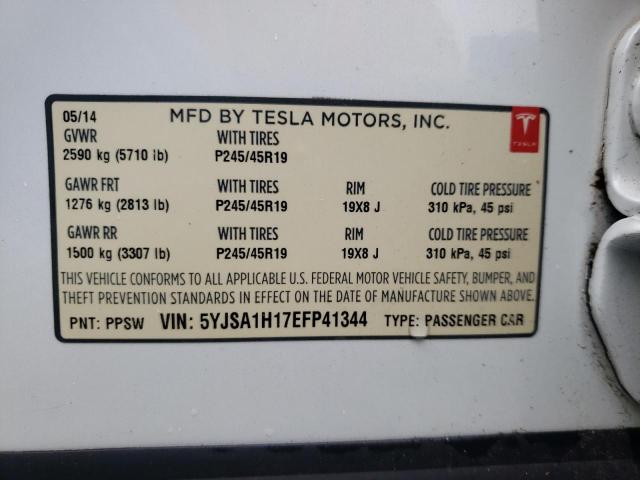 05/14 MFD BY TESLA MOTORS, INC.
GVWR WITH TIRES
2590 kg (5710 lb) P245/45R19
TESLA
GAWR FRT WITH TIRES RIM COLD TIRE PRESSURE
1276 kg (2813 lb) P245/45R19 19X8 J 310 kPa, 45 psi
GAWR RR WITH TIRES RIM COLD TIRE PRESSURE
1500 kg (3307 lb) P245/45R19 19X8 J 310 kPa, 45 psi
THIS VEHICLE CONFORMS TO ALL APPLICABLE U.S. FEDERAL MOTOR VEHICLE SAFETY, BUMPER, AND
THEFT PREVENTION STANDARDS IN EFFECT ON THE DATE OF MANUFACTURE SHOWN ABOVE.
PNT: PPSW VIN: 5YJSA1H17EFP41344 TYPE: PASSENGER CAR